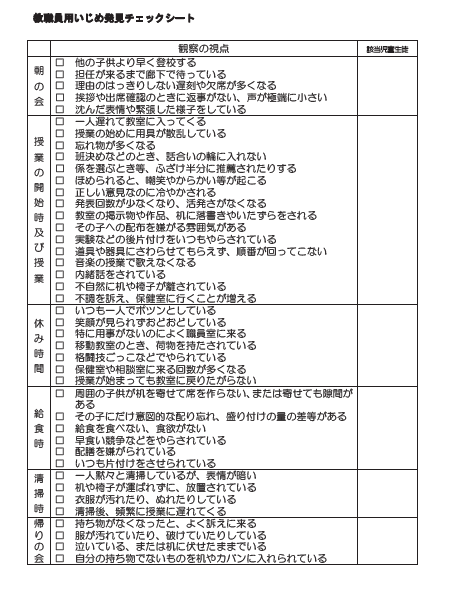 教職員用いじめ発見チェックシート
観察の視点 該当児童生徒
朝の会
□ 他の子供より早く登校する
□ 担任が来るまで廊下で待っている
□ 理由のはっきりしない遅刻や欠席が多くなる
□ 挨拶や出席確認のときに返事がない、声が極端に小さい
□ 沈んだ表情や緊張した様子をしている
授業の開始時及び授業
□ 一人遅れて教室に入ってくる
□ 授業の始めに用具が散乱している
□ 忘れ物が多くなる
□ 班決めなどのとき、話合いの輪に入れない
□ 係を選ぶとき等、ふざけ半分に推薦されたりする
□ ほめられると、嘲笑やからかい等が起こる
□ 正しい意見なのに冷やかされる
□ 発表回数が少なくなり、活発さがなくなる
□ 教室の掲示物や作品、机に落書きやいたずらをされる
□ その子への配布を嫌がる雰囲気がある
□ 実験などの後片付けをいつもやらされている
□ 道具や器具にさわらせてもらえず、順番が回ってこない
□ 音楽の授業で歌えなくなる
□ 内緒話をされている
□ 不自然に机や椅子が離されている
□ 不調を訴え、保健室に行くことが増える
休み時間
□ いつも一人でポツンとしている
□ 笑顔が見られずおどおどしている
□ 特に用事がないのによく職員室に来る
□ 移動教室のとき、荷物を持たされている
□ 格闘技ごっこなどでやられている
□ 保健室や相談室に来る回数が多くなる
□ 授業が始まっても教室に戻りたがらない
給食時
□ 周囲の子供が机を寄せて席を作らない、または寄せても隙間が
ある
□ その子にだけ意図的な配り忘れ、盛り付けの量の差等がある
□ 給食を食べない、食欲がない
□ 早食い競争などをやらされている
□ 配膳を嫌がられている
□ いつも片付けをさせられている
清掃時
□ 一人黙々と清掃しているが、表情が暗い
□ 机や椅子が運ばれずに、放置されている
□ 衣服が汚れたり、ぬれたりしている
□ 清掃後、頻繁に授業に遅れてくる
帰りの会
□ 持ち物がなくなったと、よく訴えに来る
□ 服が汚れていたり、破けていたりしている
□ 泣いている、または机に伏せたままでいる
□ 自分の持ち物でないものを机やカバンに入れられている